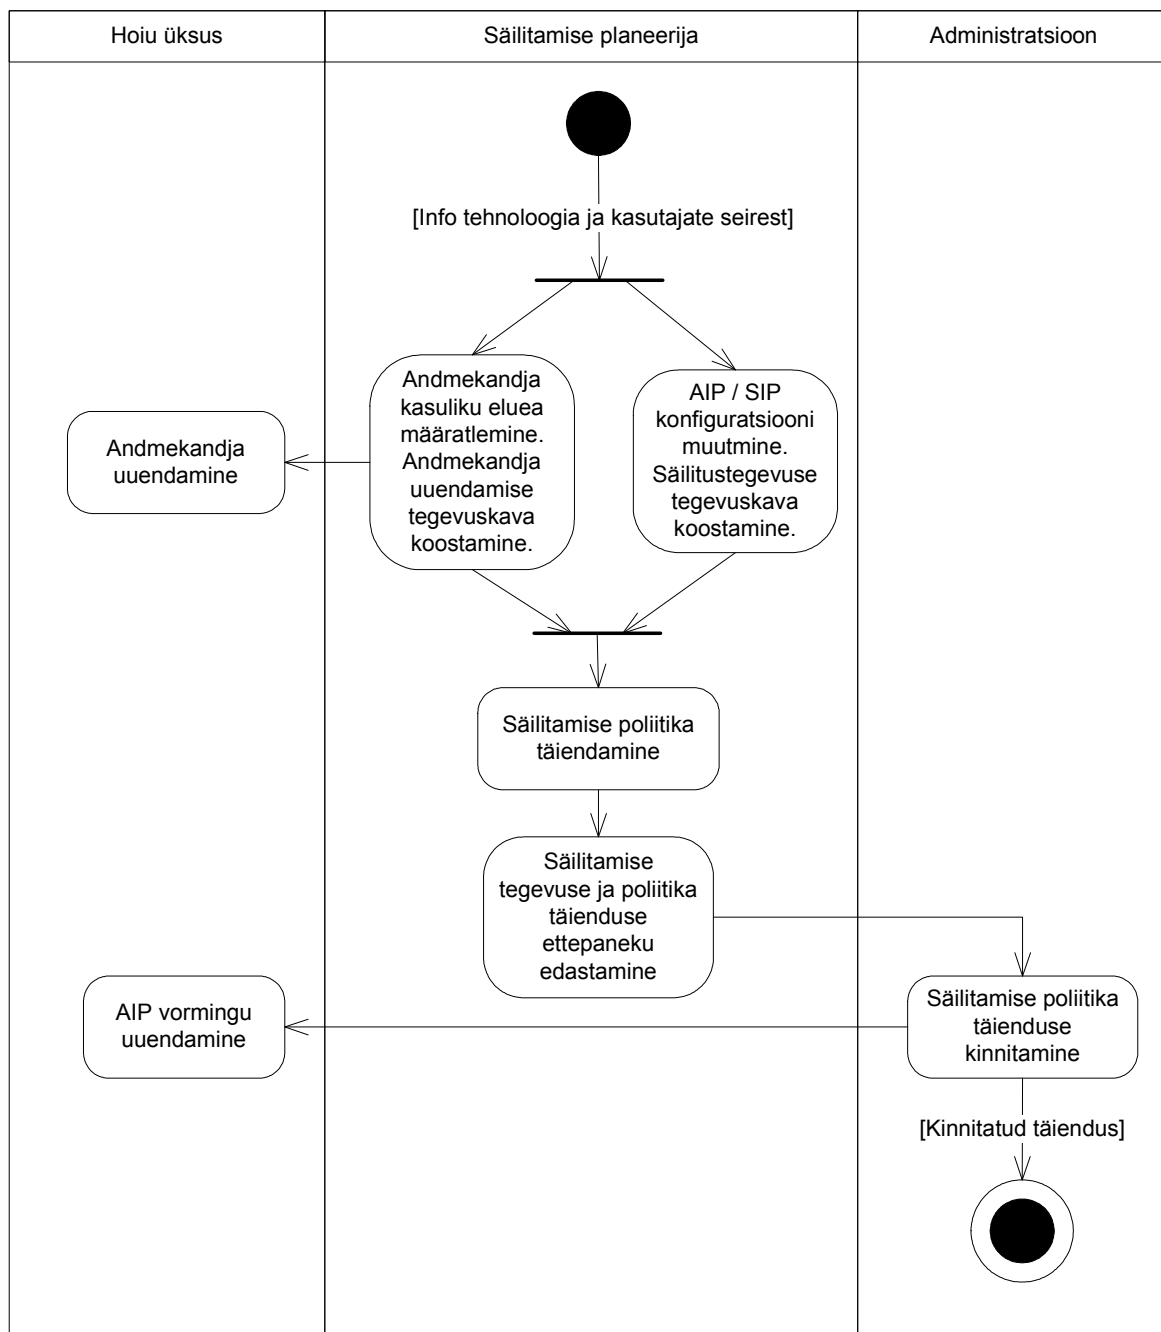 Hoiu üksus
Säilitamise planeerija
Administratsioon
[Info tehnoloogia ja kasutajate seirest]
Andmekandja
kasuliku eluea
määratlemine.
Andmekandja
uuendamise
tegevuskava
koostamine.
AIP / SIP
konfiguratsiooni
muutmine.
Säilitustegevuse
tegevuskava
koostamine.
Andmekandja
uuendamine
Säilitamise poliitika
täiendamine
Säilitamise
tegevuse ja poliitika
täienduse
ettepaneku
edastamine
AIP vormingu
uuendamine
Säilitamise poliitika
täienduse
kinnitamine
[Kinnitatud täiendus]